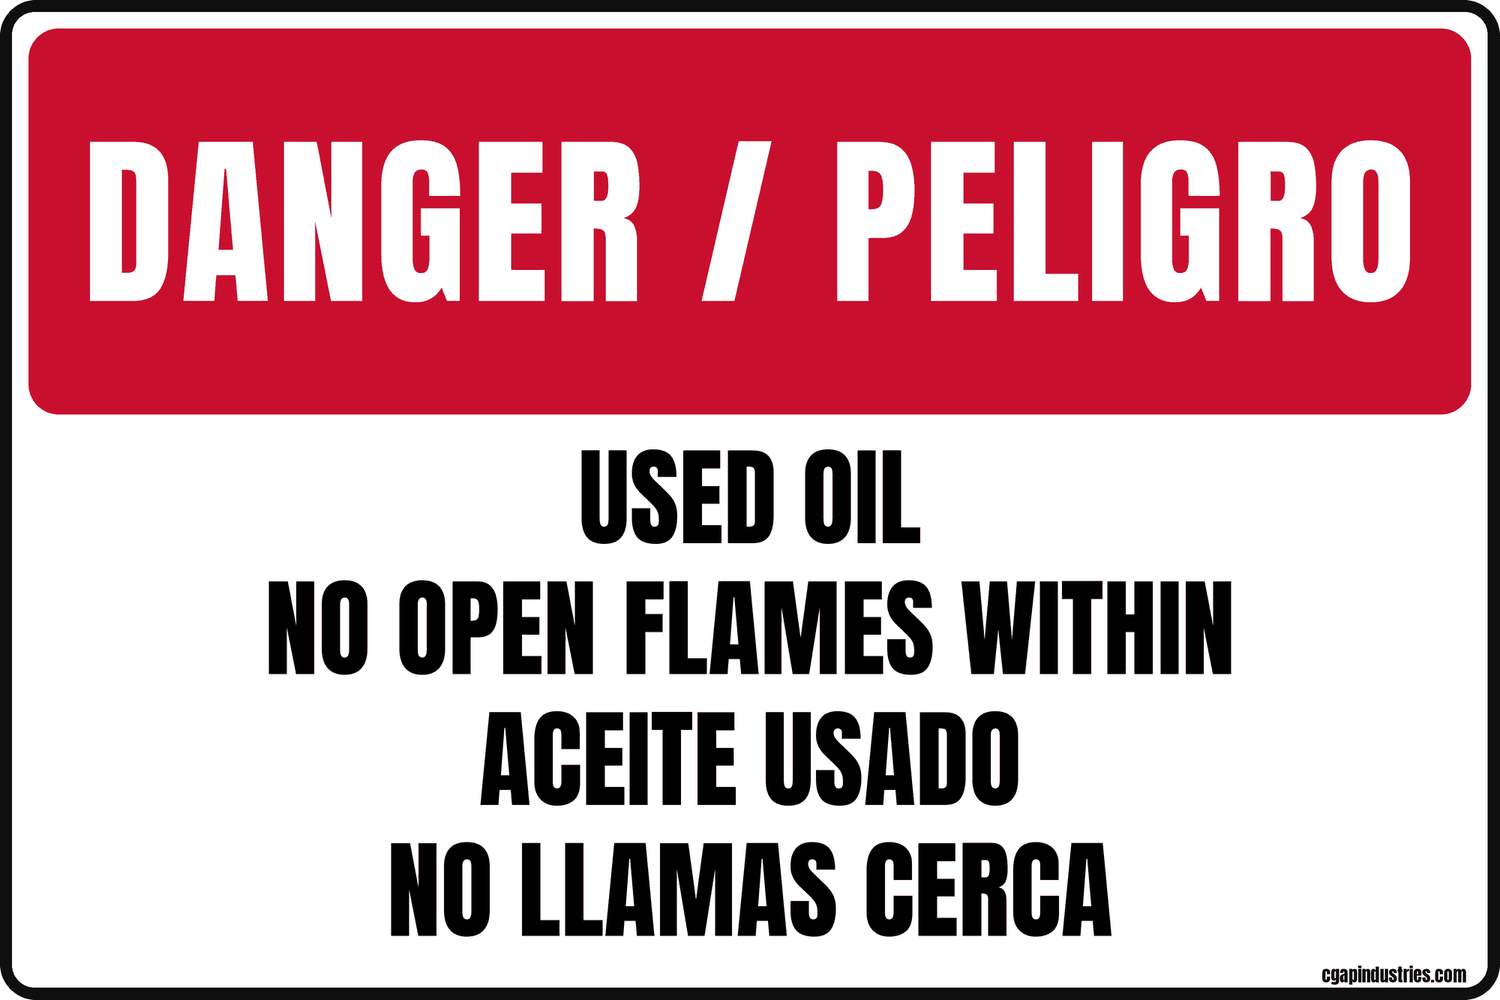 DANGER / PELIGRO
USED OIL
NO OPEN FLAMES WITHIN
ACEITE USADO
NO LLAMAS CERCA
cgapindustries.com